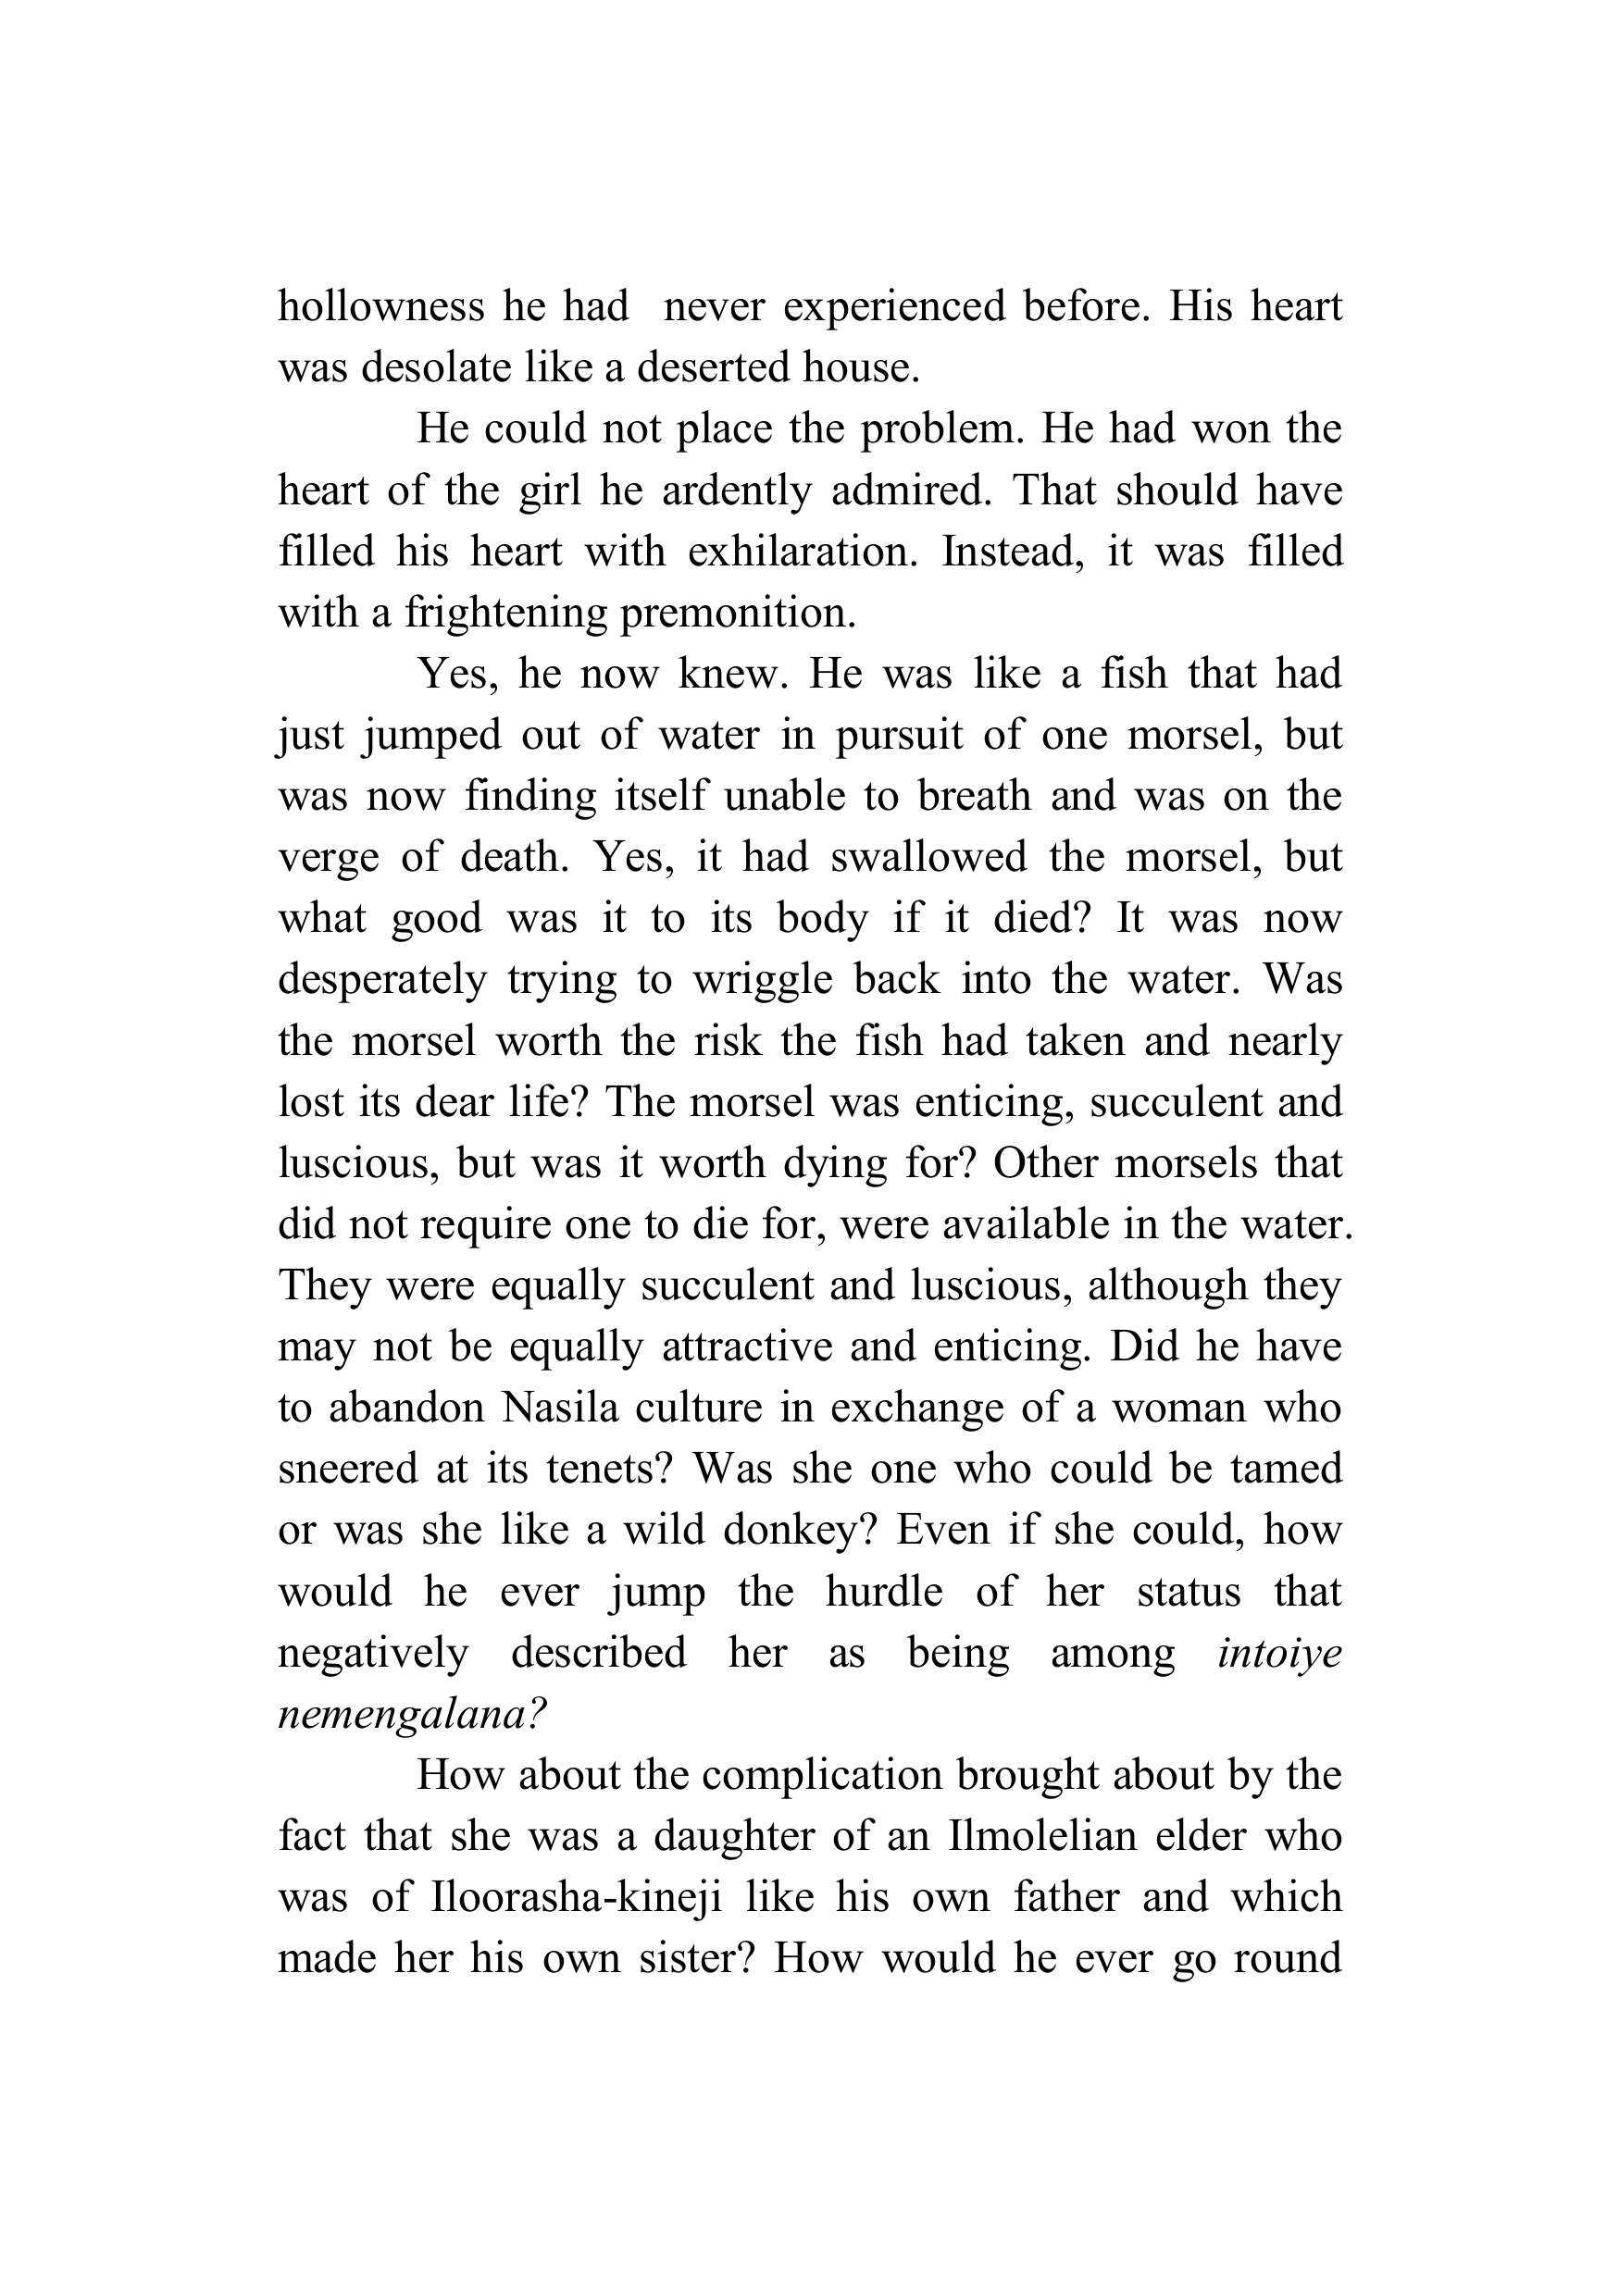 hollowness he had  never experienced before. His heart
was desolate like a deserted house.
He could not place the problem. He had won the
heart of the girl he ardently admired. That should have
filled his heart with exhilaration. Instead, it was filled
with a frightening premonition.
Yes, he now knew. He was like a fish that had
just jumped out of water in pursuit of one morsel, but
was now finding itself unable to breath and was on the
verge of death. Yes, it had swallowed the morsel, but
what good was it to its body if it died? It was now
desperately trying to wriggle back into the water. Was
the morsel worth the risk the fish had taken and nearly
lost its dear life? The morsel was enticing, succulent and
luscious, but was it worth dying for? Other morsels that
did not require one to die for, were available in the water.
They were equally succulent and luscious, although they
may not be equally attractive and enticing. Did he have
to abandon Nasila culture in exchange of a woman who
sneered at its tenets? Was she one who could be tamed
or was she like a wild donkey? Even if she could, how
would he ever jump the hurdle of her status that
negatively described her as being among intoiye
nemengalana?
How about the complication brought about by the
fact that she was a daughter of an Ilmolelian elder who
was of Iloorasha-kineji like his own father and which
made her his own sister? How would he ever go round